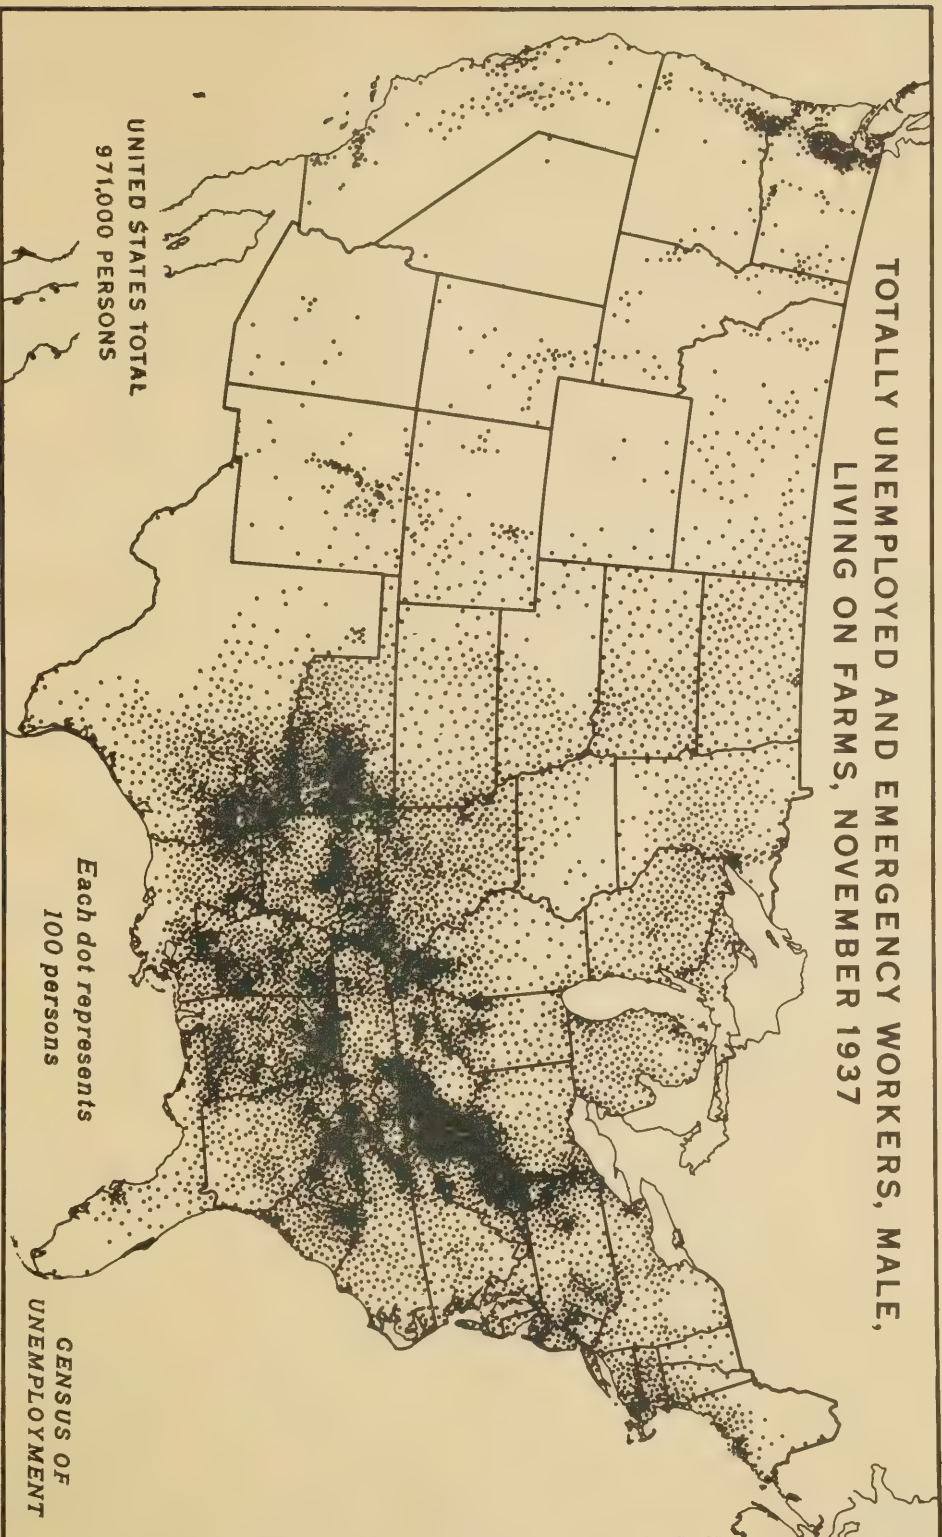 TOTALLY UNEMPLOYED AND EMERGENCY WORKERS, MALE,
LIVING ON FARMS, NOVEMBER 1937
UNITED STATES TOTAL
971,000 PERSONS
Each dot represents
100 persons
CENSUS OF
UNEMPLOYMENT